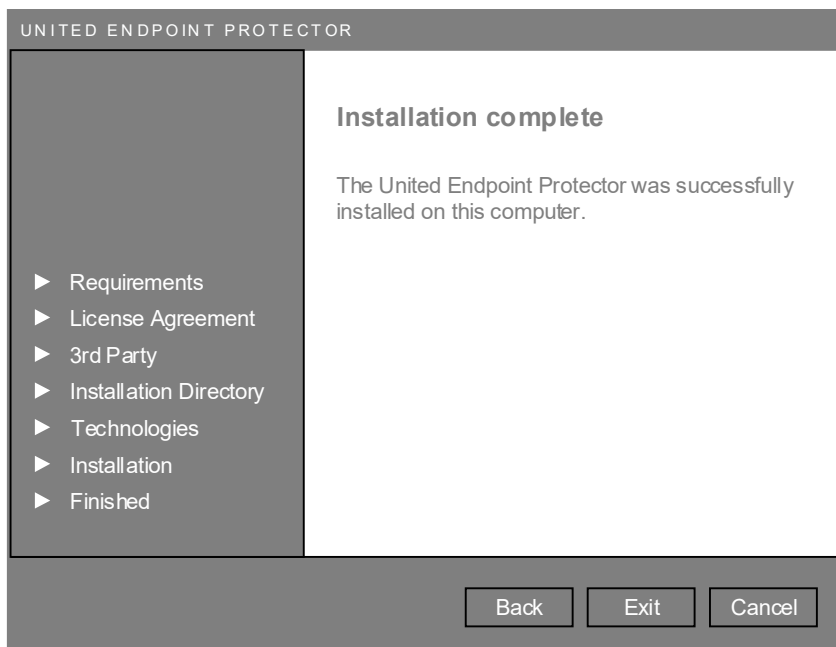 UNITED ENDPOINT PROTECTOR
Installation complete
The United Endpoint Protector was successfully
installed on this computer.
Requirements
License Agreement
3rd Party
Installation Directory
Technologies
Installation
Finished
Back Exit Cancel